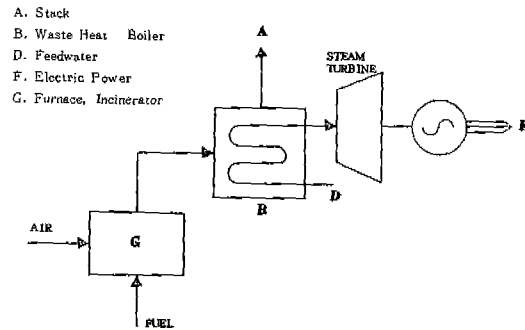 A. Stack
B. Waste Heat Boiler
D. Feedwater
F. Electric Power
G. Furnace, Incinerator
A
STEAM
TURBINE
F
D
B
AIR
G
FUEL